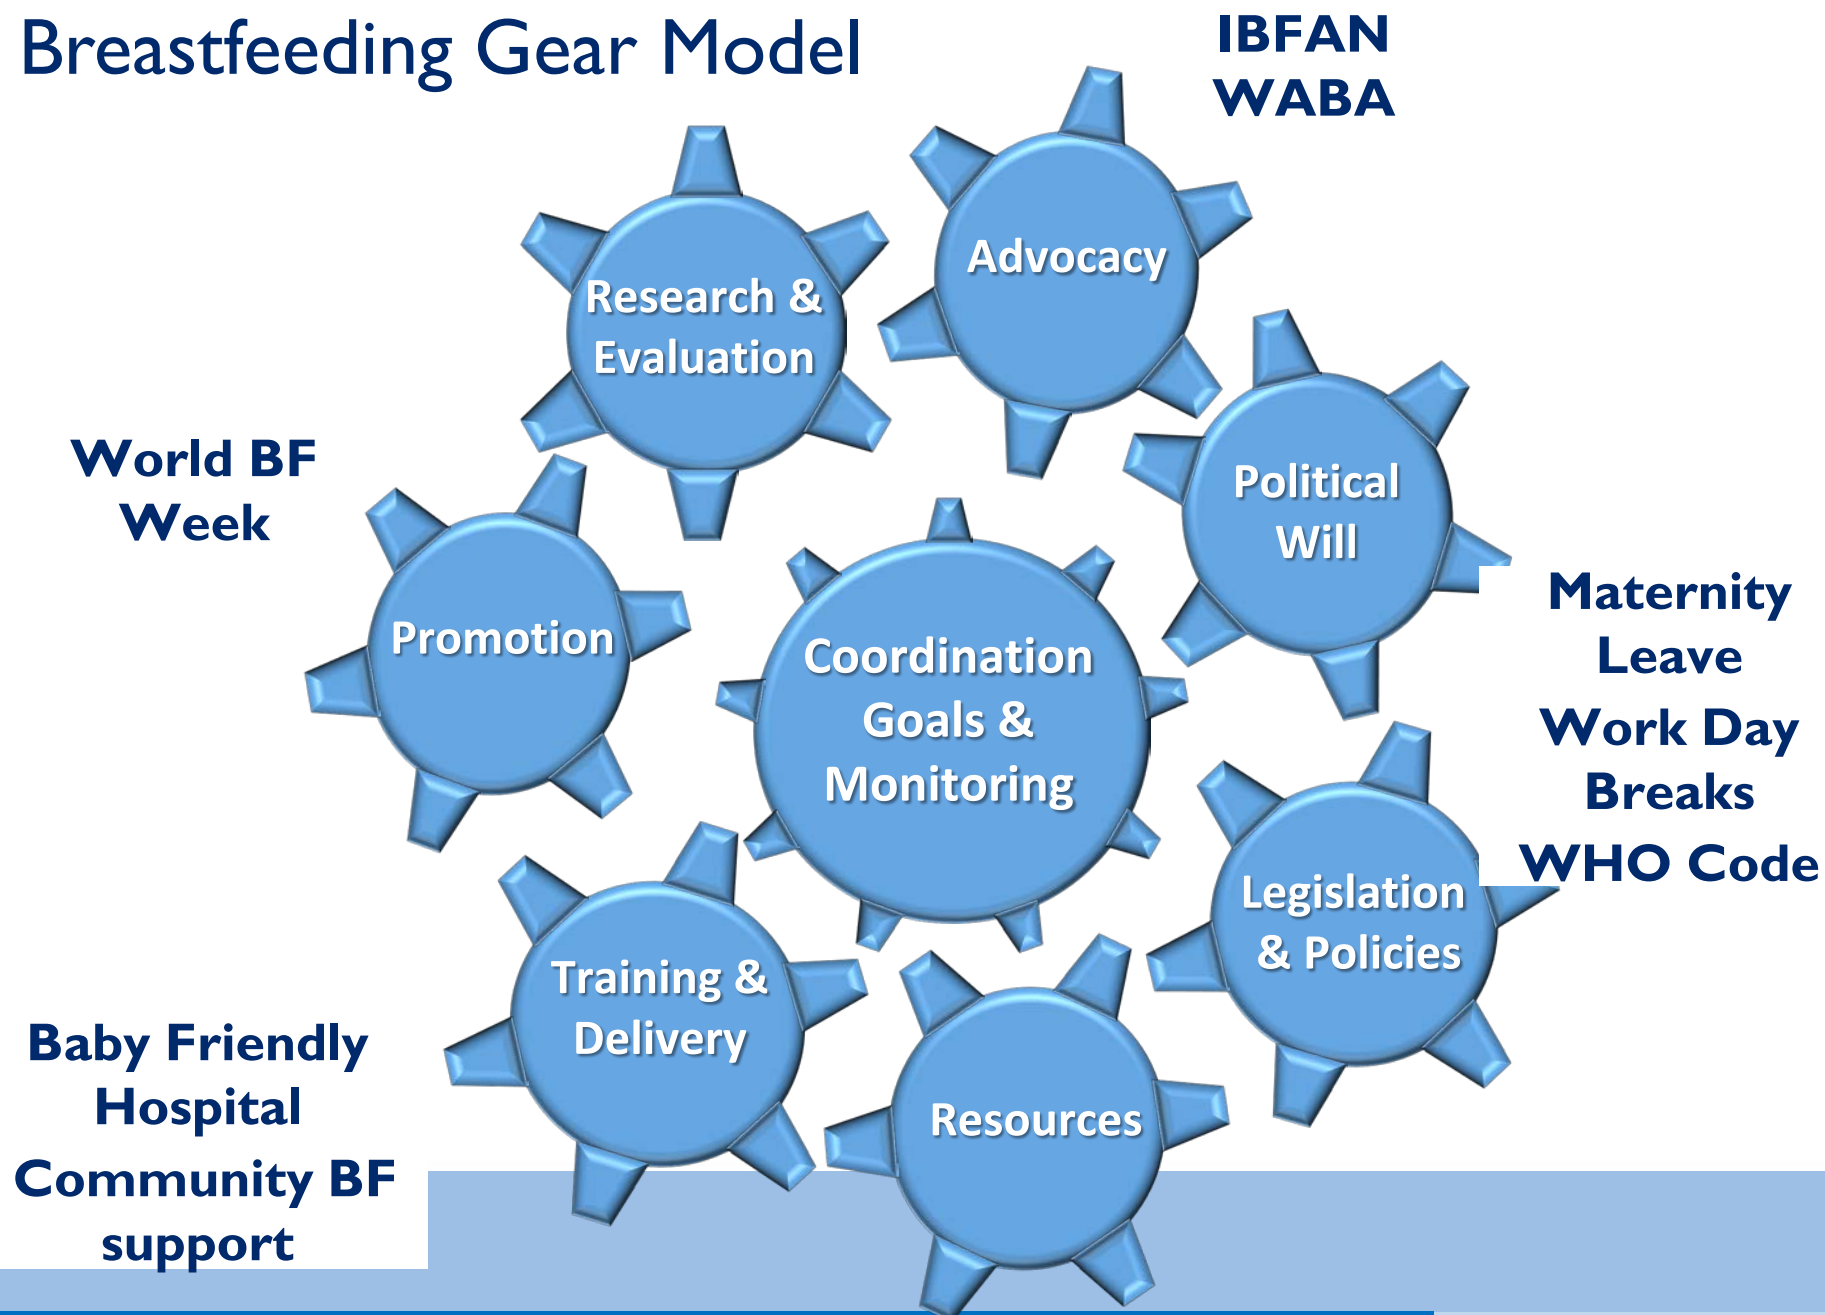 Breastfeeding Gear Model
IBFAN
WABA
Advocacy
Research &
Evaluation
World BF
Week
Political
Will
Promotion
Coordination
Goals &
Monitoring
Maternity
Leave
Work Day
Breaks
WHO Code
Legislation
& Policies
Training &
Delivery
Baby Friendly
Hospital
Community BF
support
Resources